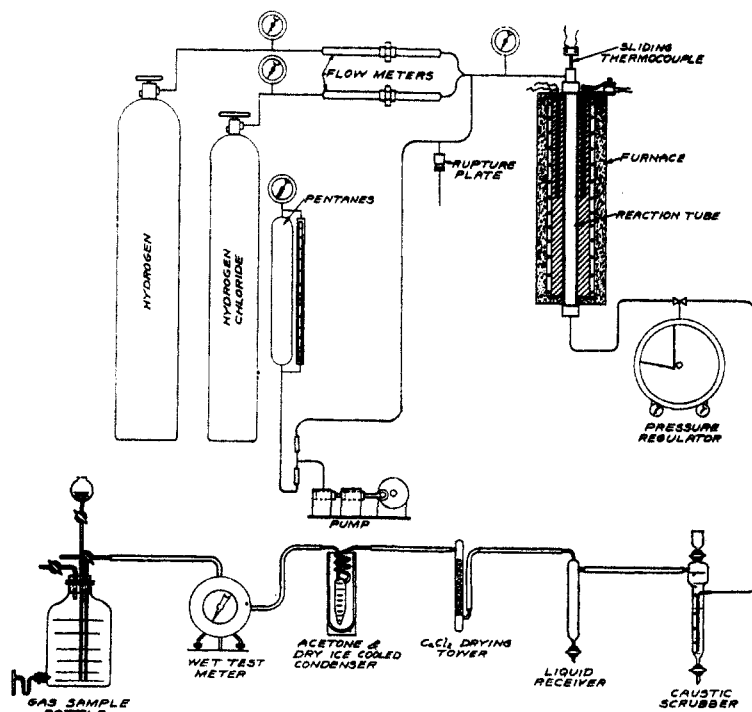 SLIDING
THERMOCOUPLE
FLOW METERS
RUPTURE
PLATE
FURNACE
PENTANES
REACTION TUBE
HYDROGEN
HYDROGEN
CHLORIDE
PRESSURE
REGULATOR
PUMP
WET TEST
METER
ACETONE &
DRY ICE COOLED
CONDENSER
CaCl2 DRYING
TOWER
LIQUID
RECEIVER
CAUSTIC
SCRUBBER
GAS SAMPLE